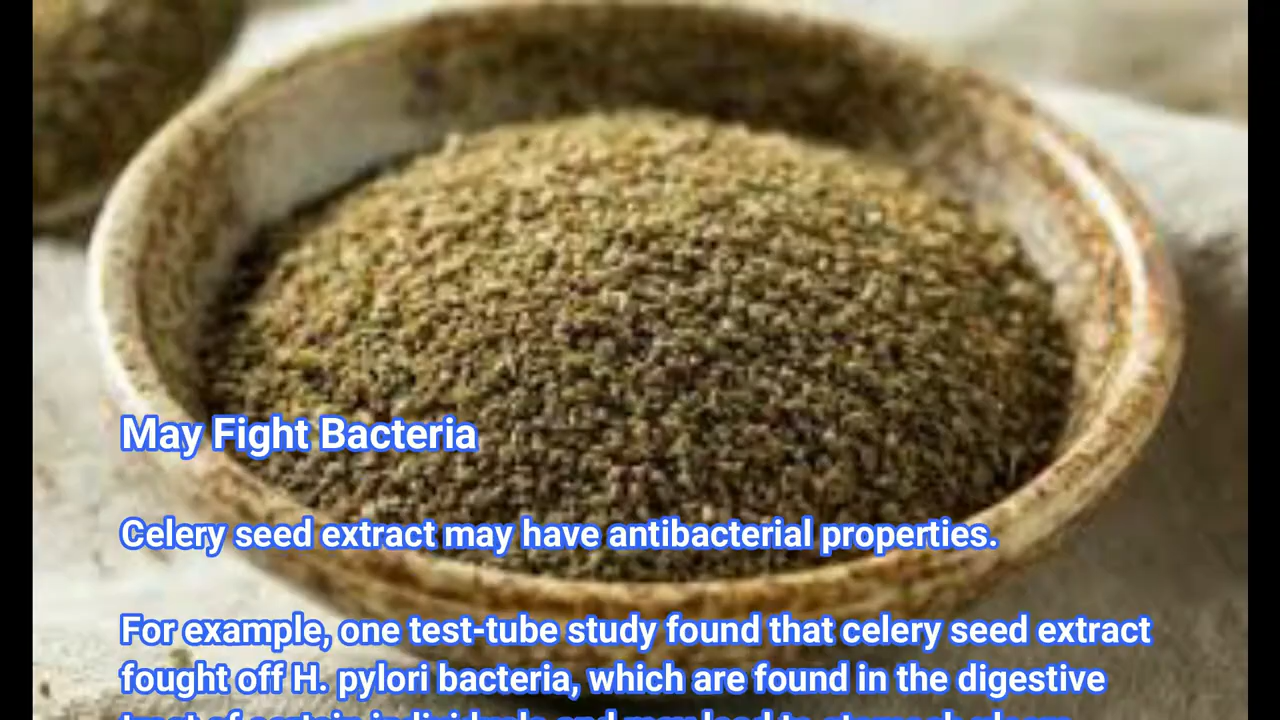 May Fight Bacteria
Celery seed extract may have antibacterial properties.
For example, one test-tube study found that celery seed extract
fought off H. pylori bacteria, which are found in the digestive